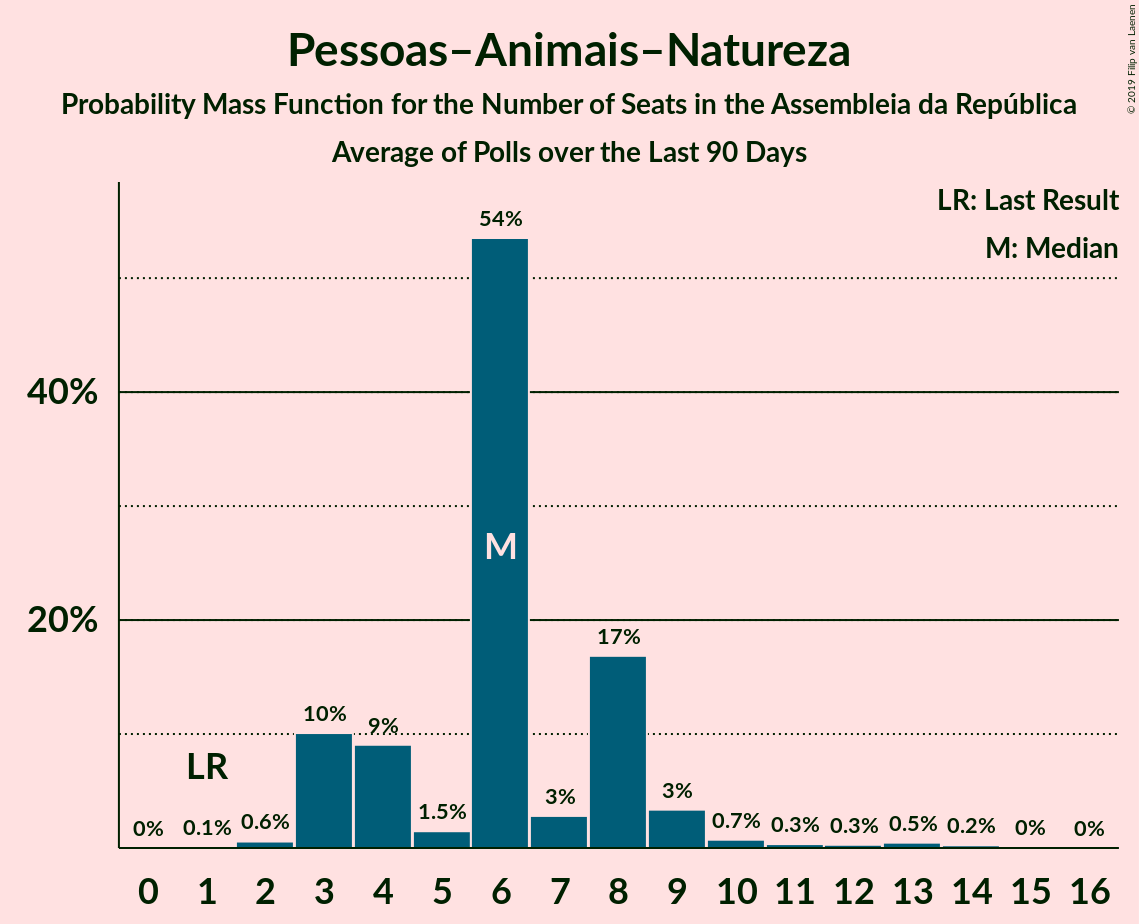 Pessoas–Animais–Natureza
Probability Mass Function for the Number of Seats in the Assembleia da República
Average of Polls over the Last 90 Days
© 2019 Filip van Laenen
LR: Last Result
M: Median
54%
40%
M
20%
17%
10%
9%
LR
3%
3%
1.5%
0%
0.1%
0.6%
0.7%
0.3%
0.3%
0.5%
0.2%
0%
0%
0 1 2 3 4 5 6 7 8 9 10 11 12 13 14 15 16